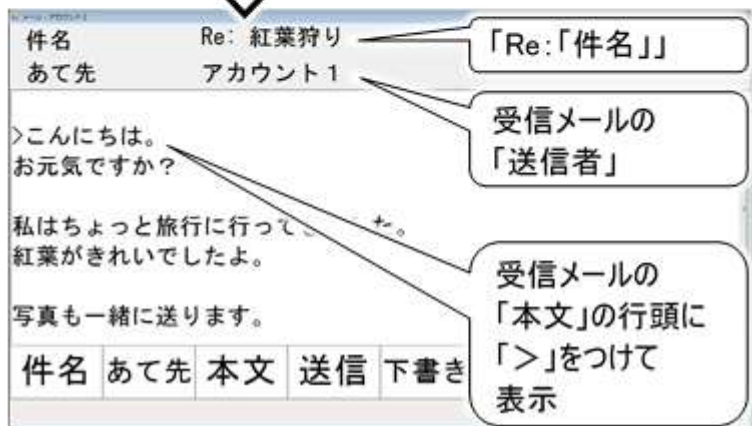 件名 Re: 紅葉狩り
あて先 アカウント1
>こんにちは。
お元気ですか?
私はちょっと旅行に行って
紅葉がきれいでしたよ。
写真も一緒に送ります。
件名 あて先 本文 送信 下書き
「Re:「件名」」
受信メールの
「送信者」
受信メールの
「本文」の行頭に
「>」をつけて
表示